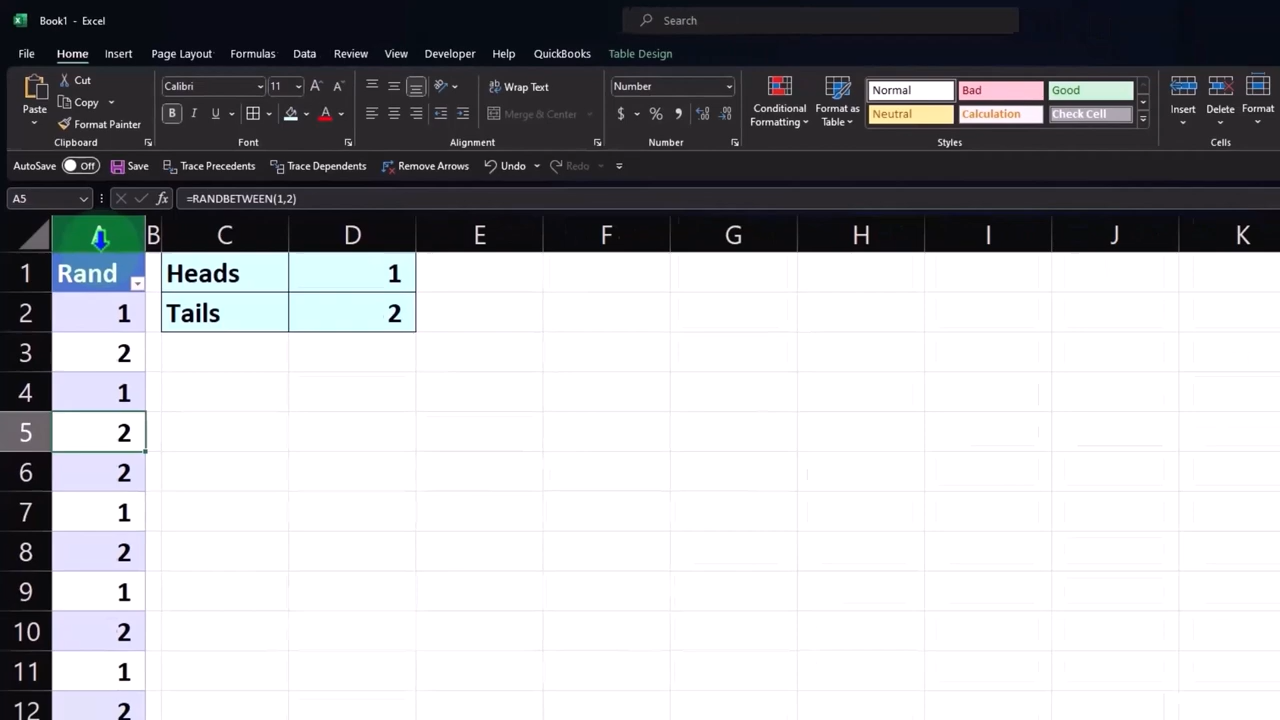 Book1 - Excel
Search
File Home Insert Page Layout Formulas Data Review View Developer Help QuickBooks Table Design
Paste
Cut
Copy
Format Painter
Clipboard
Calibri 11 A A
B I U A
Font
Wrap Text
Merge & Center
Alignment
Number
$ % ,
Number
Conditional Formatting
Format as Table
Normal Bad Good
Neutral Calculation Check Cell
Styles
Insert Delete Format
Cells
AutoSave Off Save Trace Precedents Trace Dependents Remove Arrows Undo Redo
A5 fx =RANDBETWEEN(1,2)
A B C D E F G H I J K
1 Rand Heads 1
2 1 Tails 2
3 2
4 1
5 2
6 2
7 1
8 2
9 1
10 2
11 1
12 2